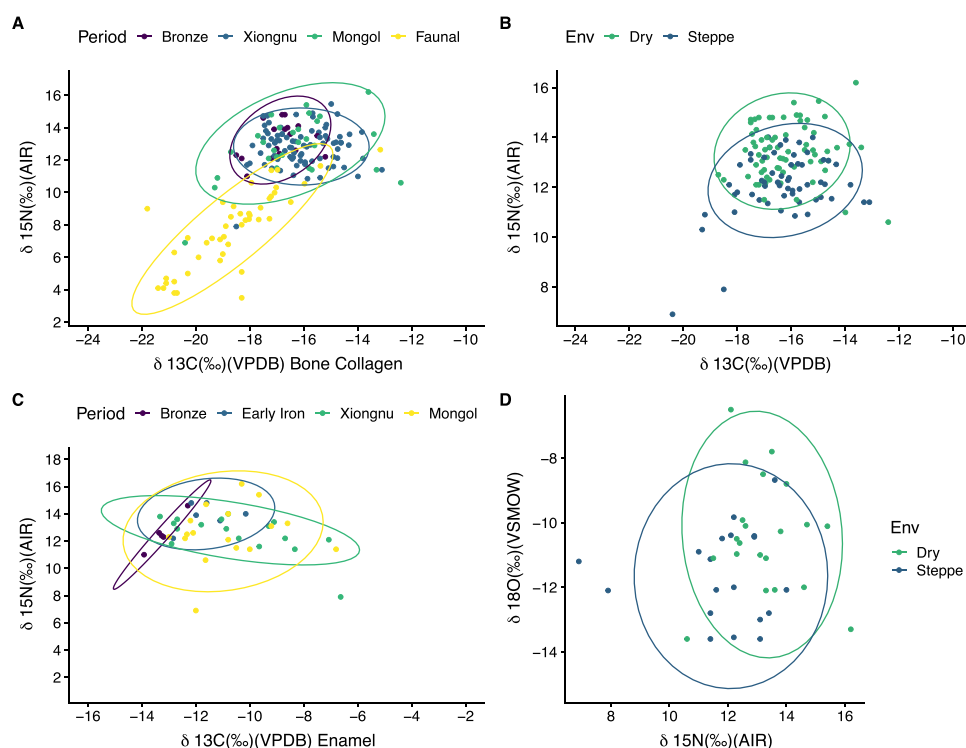 A
Period Bronze Xiongnu Mongol Faunal
16
14
12
10
8
6
4
2
δ 15N(‰)(AIR)
−24 −22 −20 −18 −16 −14 −12 −10
δ 13C(‰)(VPDB) Bone Collagen
B
Env Dry Steppe
16
14
12
10
8
δ 15N(‰)(AIR)
−24 −22 −20 −18 −16 −14 −12 −10
δ 13C(‰)(VPDB)
C
Period Bronze Early Iron Xiongnu Mongol
18
16
14
12
10
8
6
4
2
δ 15N(‰)(AIR)
−16 −14 −12 −10 −8 −6 −4 −2
δ 13C(‰)(VPDB) Enamel
D
−8
−10
−12
−14
δ 18O(‰)(VSMOW)
8 10 12 14 16
δ 15N(‰)(AIR)
Env
Dry
Steppe